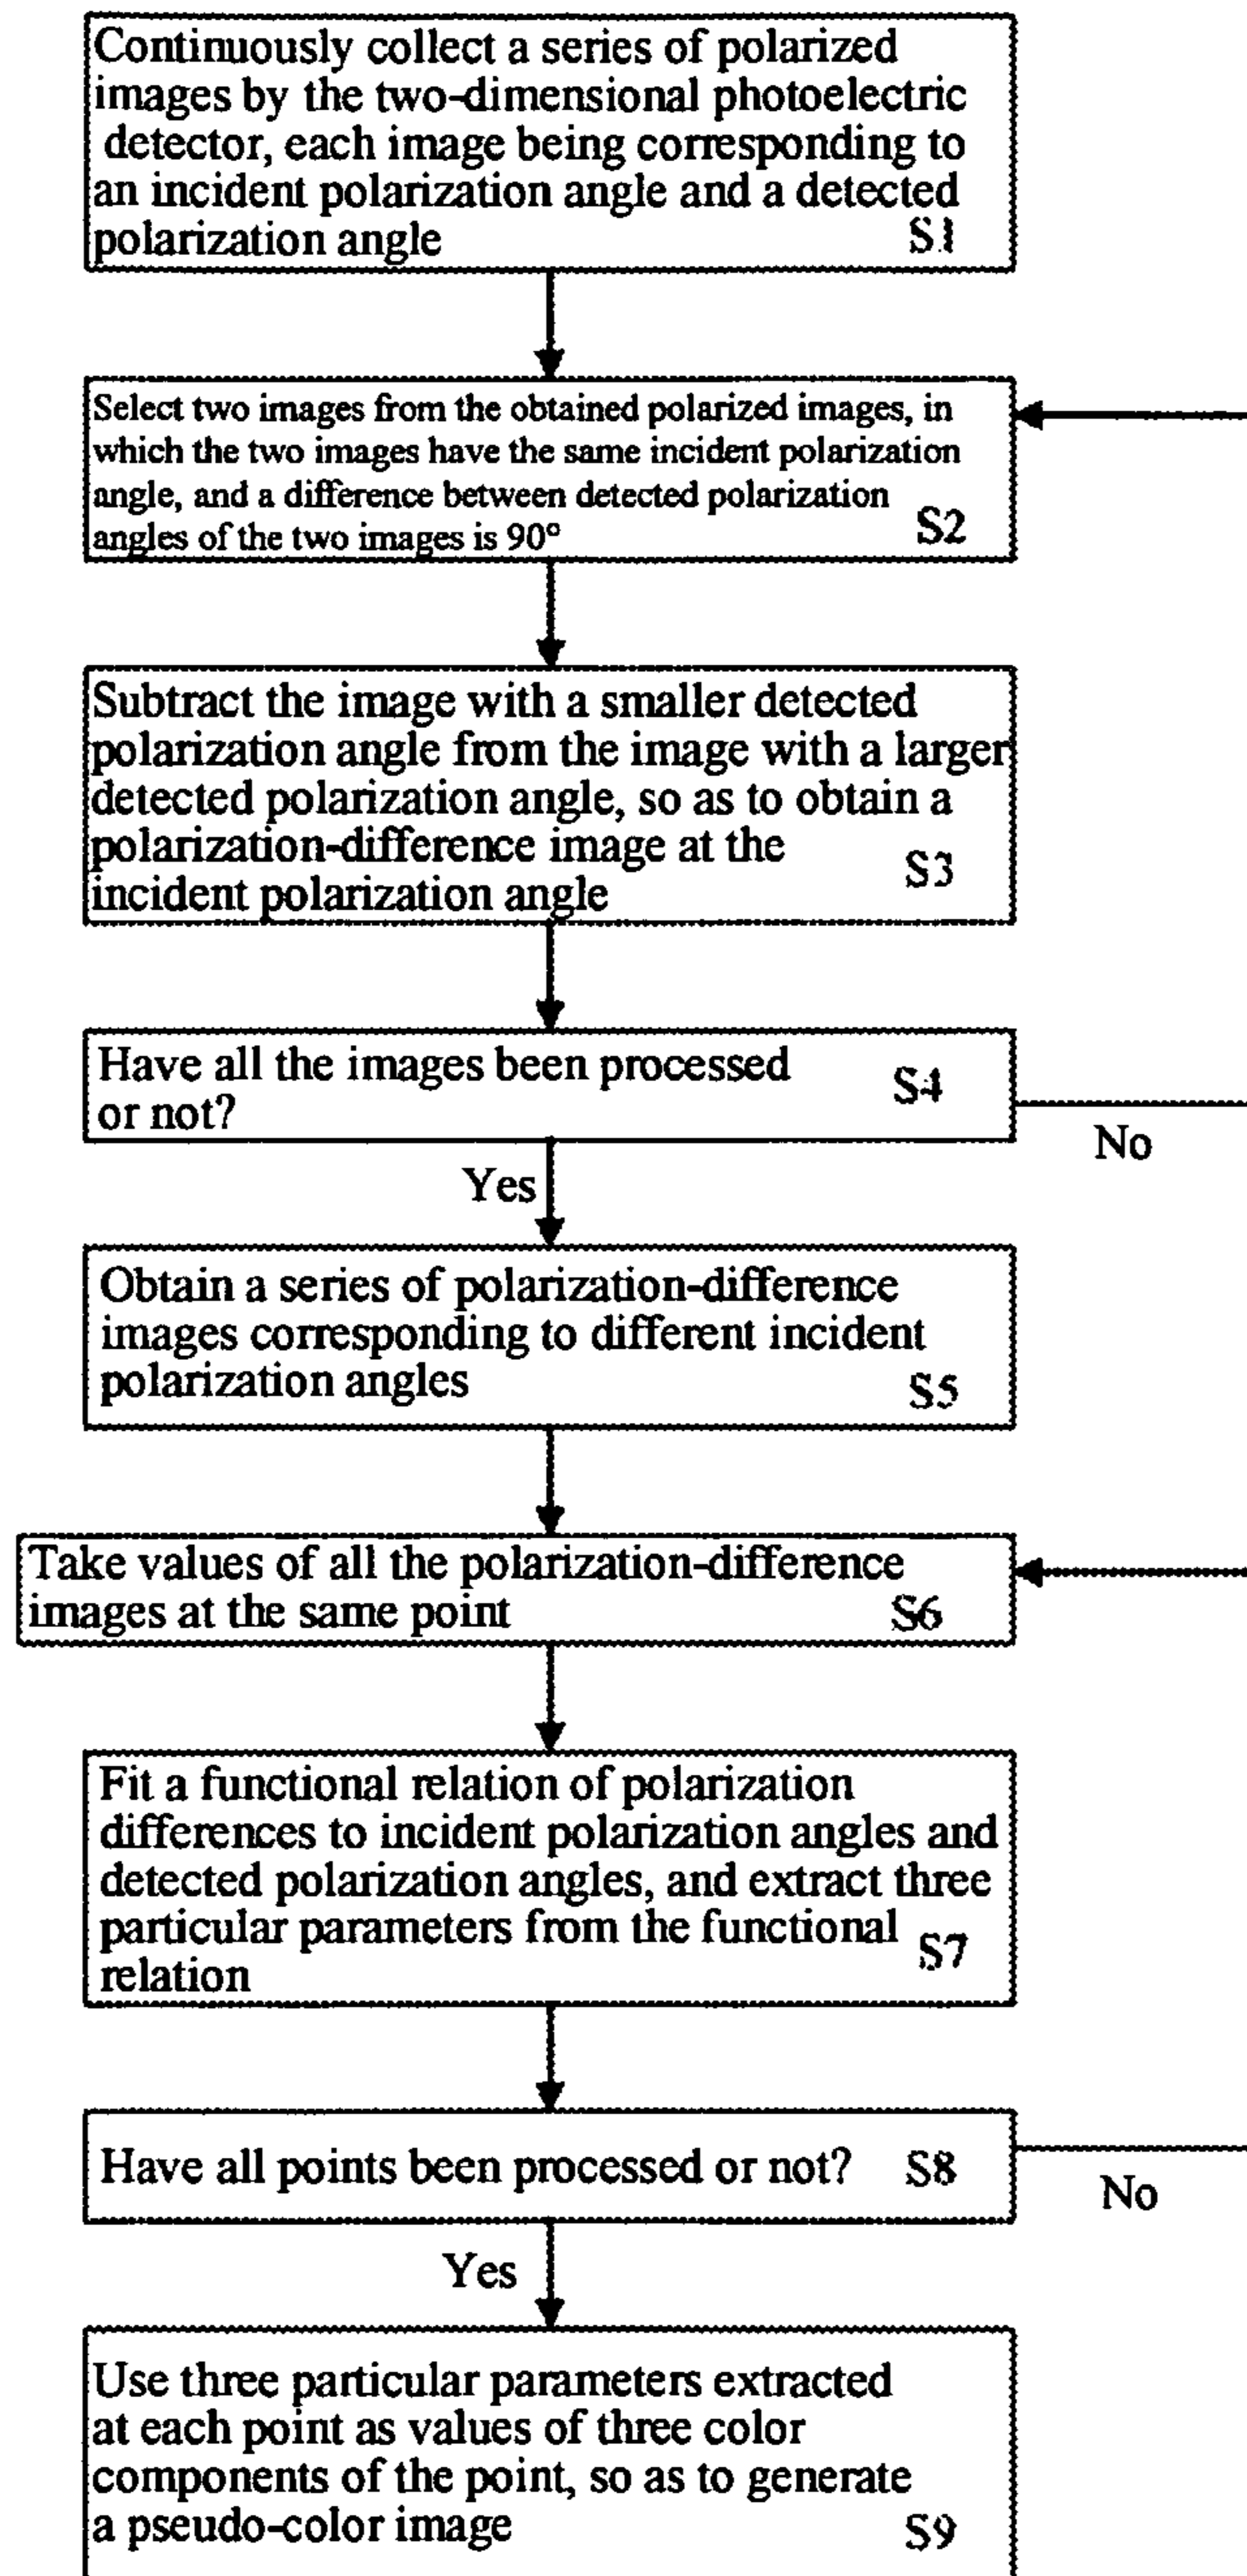 Continuously collect a series of polarized
images by the two-dimensional photoelectric
detector, each image being corresponding to
an incident polarization angle and a detected
polarization angle S1
Select two images from the obtained polarized images, in
which the two images have the same incident polarization
angle, and a difference between detected polarization
angles of the two images is 90° S2
Subtract the image with a smaller detected
polarization angle from the image with a larger
detected polarization angle, so as to obtain a
polarization-difference image at the S3
incident polarization angle
Have all the images been processed S4
or not?
No
Yes
Obtain a series of polarization-difference
images corresponding to different incident
polarization angles S5
Take values of all the polarization-difference
images at the same point S6
Fit a functional relation of polarization
differences to incident polarization angles and
detected polarization angles, and extract three
particular parameters from the functional S7
relation
Have all points been processed or not? S8
No
Yes
Use three particular parameters extracted
at each point as values of three color
components of the point, so as to generate
a pseudo-color image S9